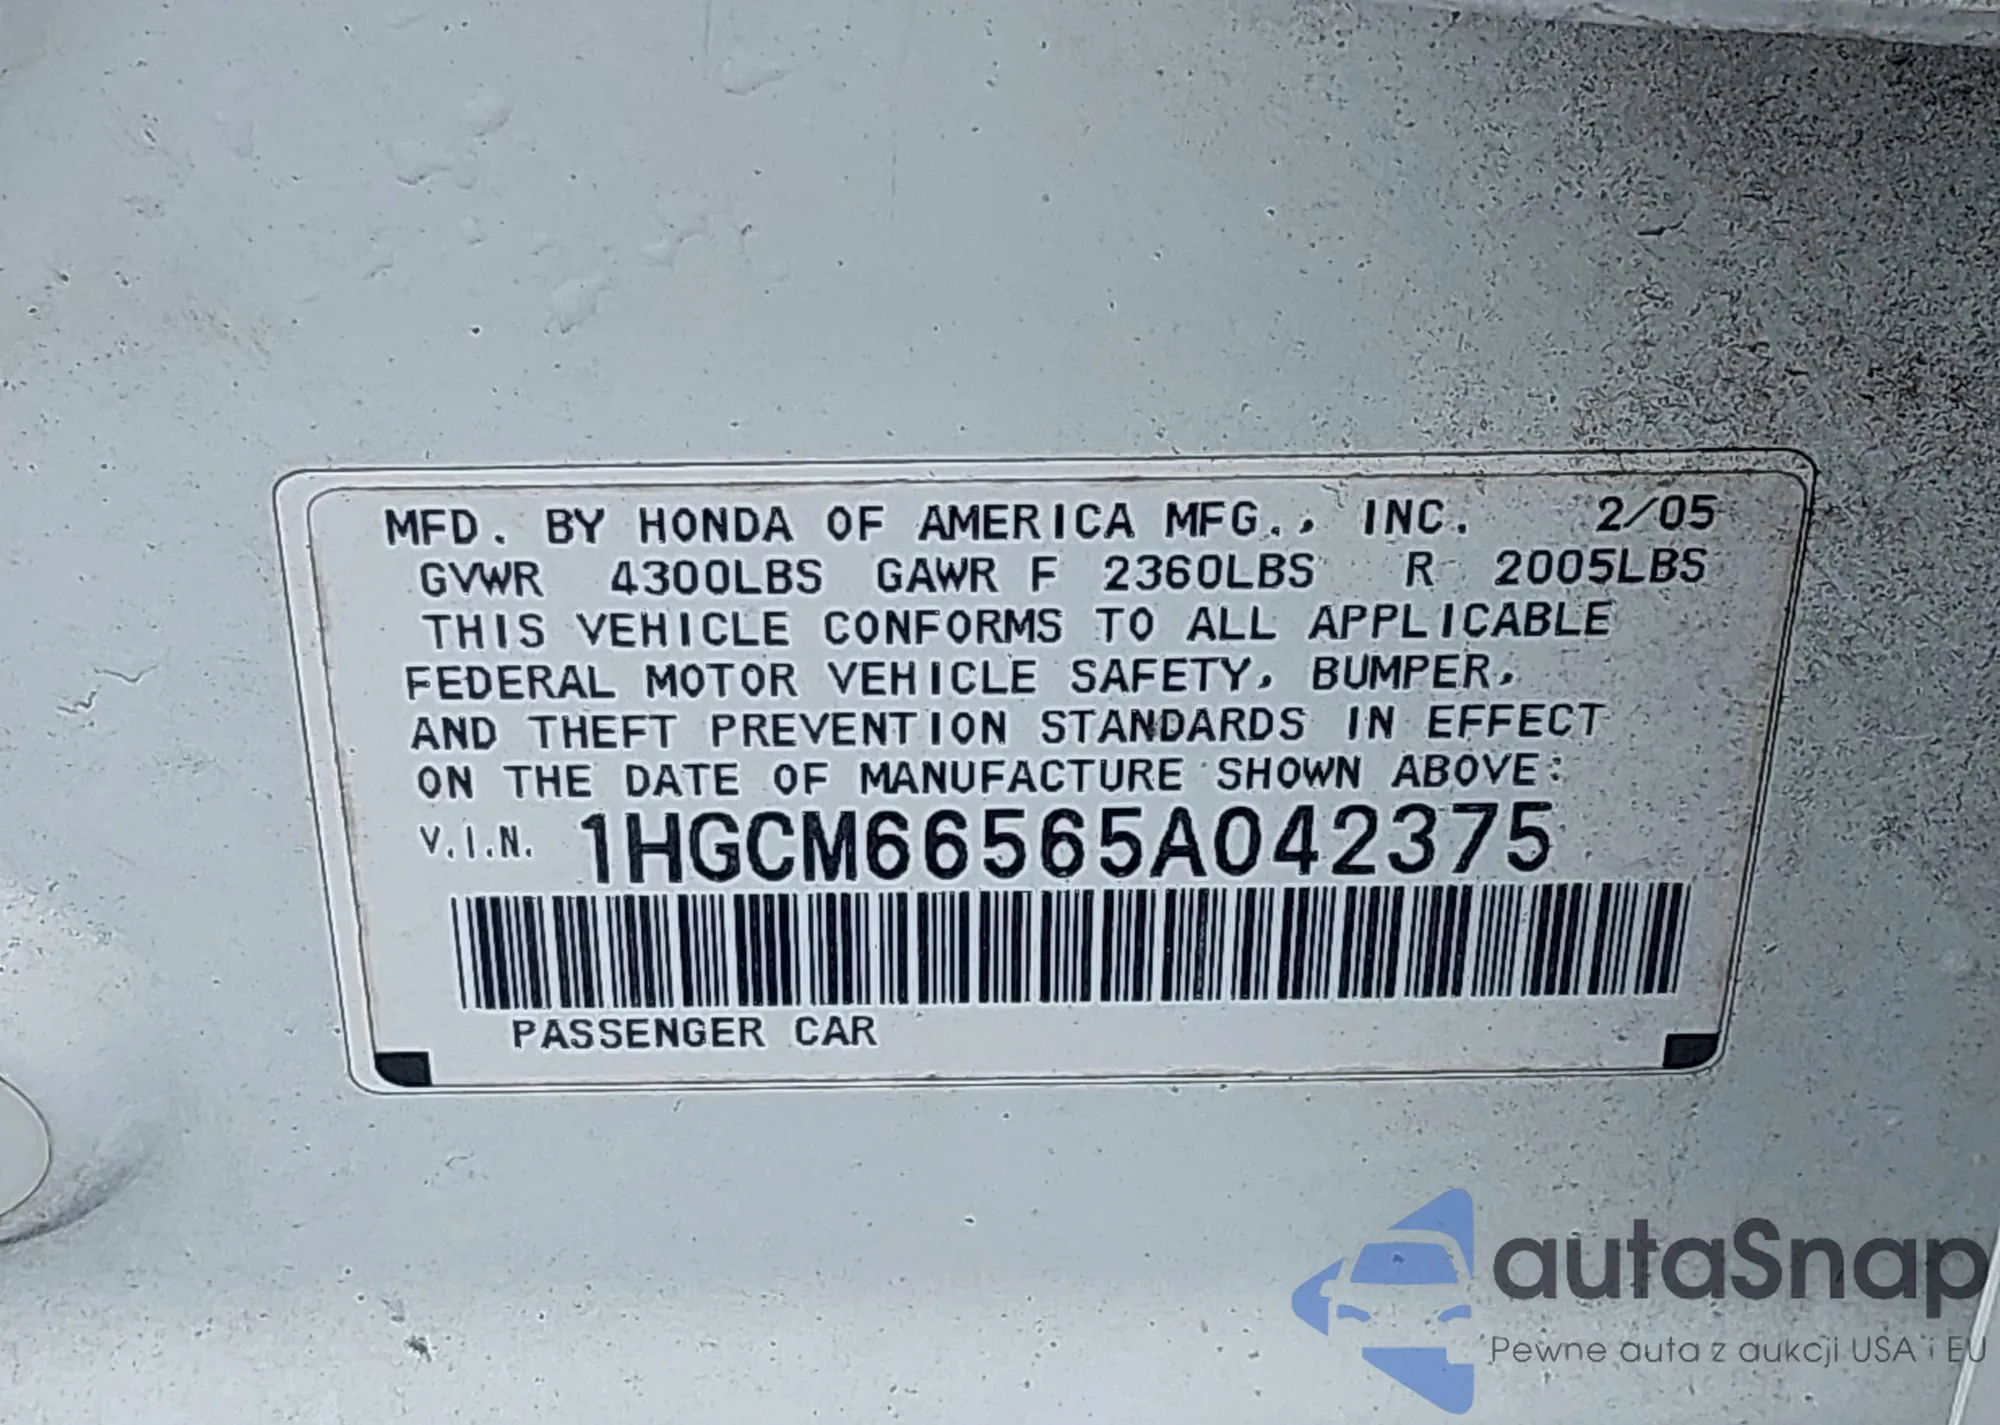 MFD. BY HONDA OF AMERICA MFG., INC. 2/05
GVWR 4300LBS GAWR F 2360LBS R 2005LBS
THIS VEHICLE CONFORMS TO ALL APPLICABLE
FEDERAL MOTOR VEHICLE SAFETY, BUMPER,
AND THEFT PREVENTION STANDARDS IN EFFECT
ON THE DATE OF MANUFACTURE SHOWN ABOVE:
V.I.N. 1HGCM66565A042375
PASSENGER CAR
autaSnap
Pewne auta z aukcji USA i EU